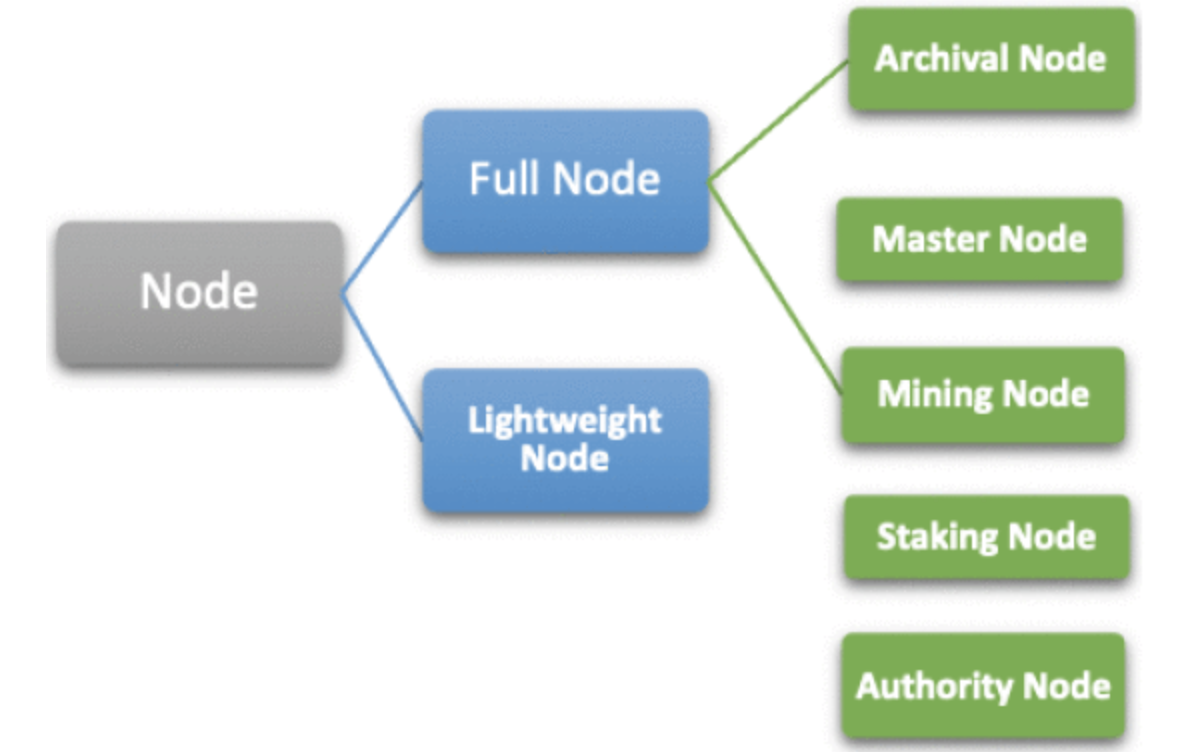 Node
Full Node
Lightweight
Node
Archival Node
Master Node
Mining Node
Staking Node
Authority Node